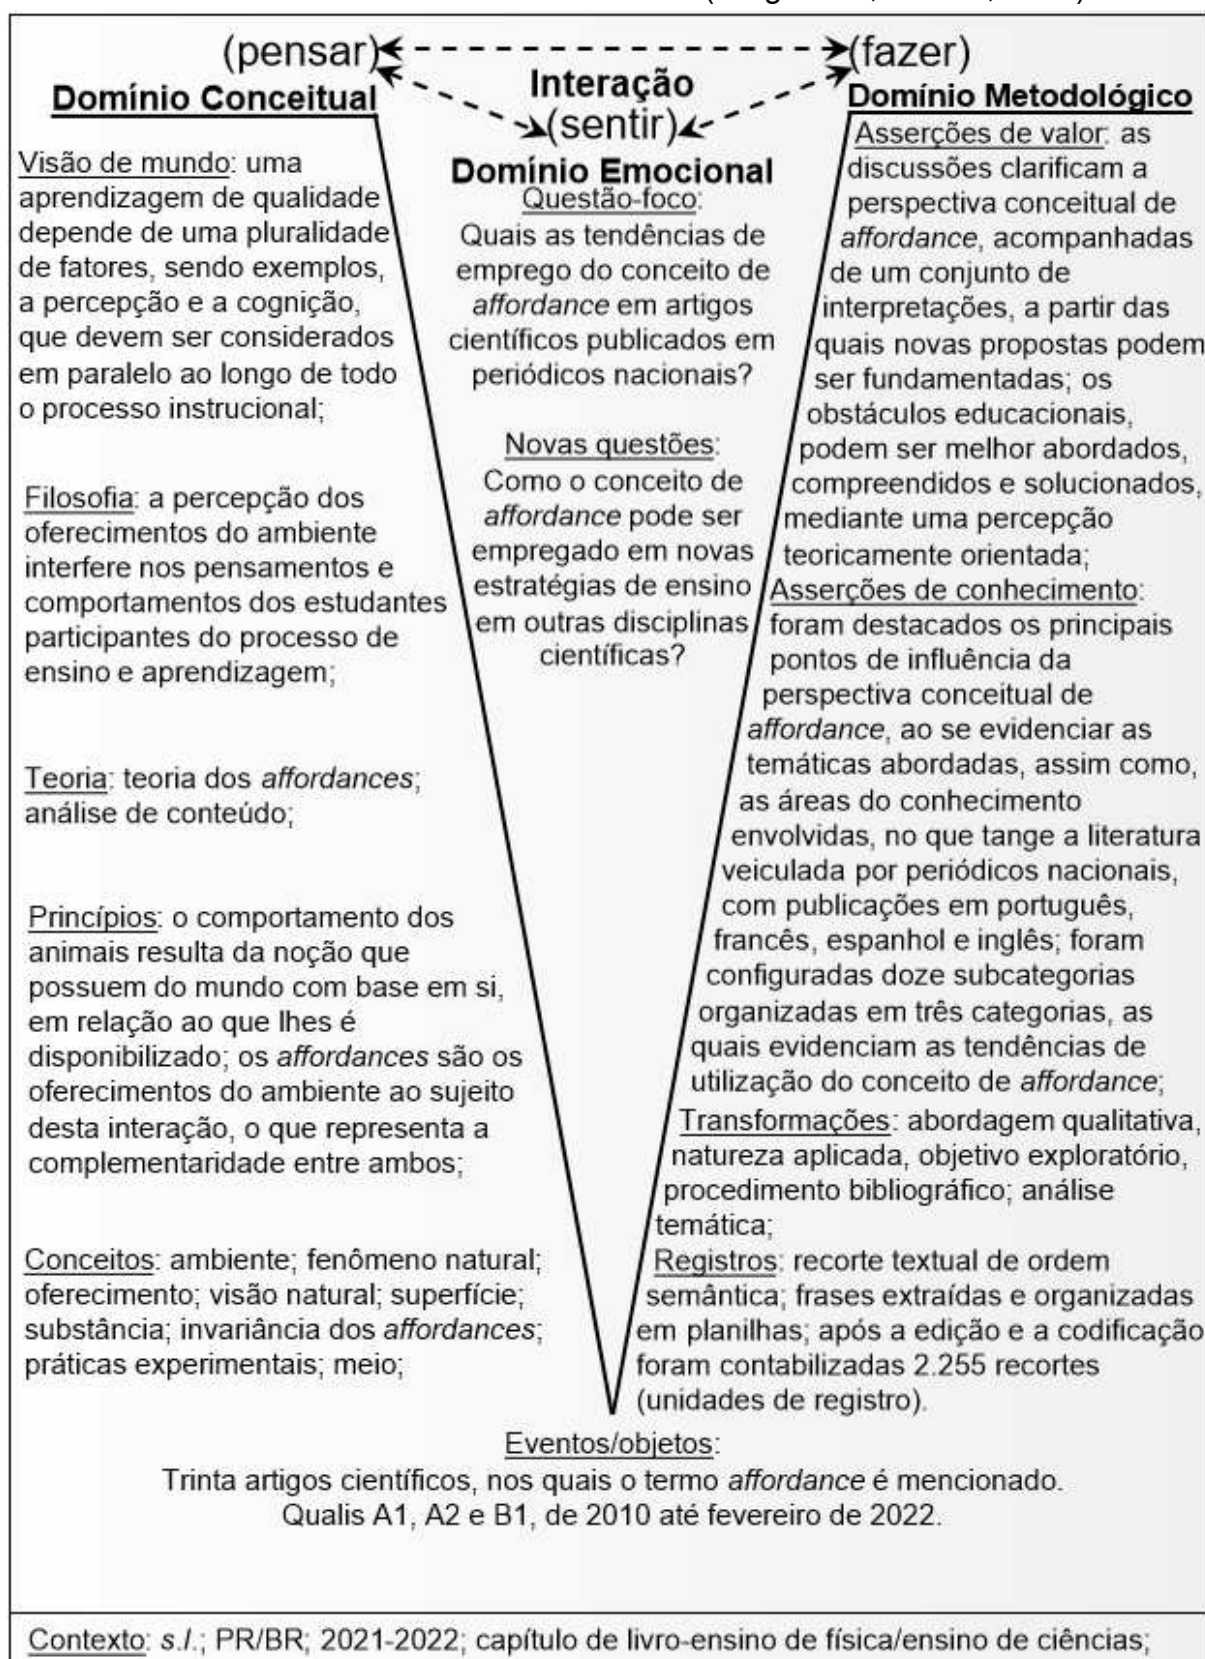 (pensar)
(fazer)
Interação
Domínio Conceitual
(sentir)
Domínio Metodológico
Domínio Emocional
Visão de mundo: uma
aprendizagem de qualidade
depende de uma pluralidade
de fatores, sendo exemplos,
a percepção e a cognição,
que devem ser considerados
em paralelo ao longo de todo
o processo instrucional;
Filosofia: a percepção dos
oferecimentos do ambiente
interfere nos pensamentos e
comportamentos dos estudantes
participantes do processo de
ensino e aprendizagem;
Teoria: teoria dos affordances;
análise de conteúdo;
Princípios: o comportamento dos
animais resulta da noção que
possuem do mundo com base em si,
em relação ao que lhes é
disponibilizado; os affordances são os
oferecimentos do ambiente ao sujeito
desta interação, o que representa a
complementaridade entre ambos;
Conceitos: ambiente; fenômeno natural;
oferecimento; visão natural; superfície;
substância; invariância dos affordances;
práticas experimentais; meio;
Questão-foco:
Quais as tendências de
emprego do conceito de
affordance em artigos
científicos publicados em
periódicos nacionais?
Novas questões:
Como o conceito de
affordance pode ser
empregado em novas
estratégias de ensino
em outras disciplinas
científicas?
Asserções de valor: as
discussões clarificam a
perspectiva conceitual de
affordance, acompanhadas
de um conjunto de
interpretações, a partir das
quais novas propostas podem
ser fundamentadas; os
obstáculos educacionais,
podem ser melhor abordados,
compreendidos e solucionados,
mediante uma percepção
teoricamente orientada;
Asserções de conhecimento:
foram destacados os principais
pontos de influência da
perspectiva conceitual de
affordance, ao se evidenciar as
temáticas abordadas, assim como,
as áreas do conhecimento
envolvidas, no que tange a literatura
veiculada por periódicos nacionais,
com publicações em português,
francês, espanhol e inglês; foram
configuradas doze subcategorias
organizadas em três categorias, as
quais evidenciam as tendências de
utilização do conceito de affordance;
Transformações: abordagem qualitativa,
natureza aplicada, objetivo exploratório,
procedimento bibliográfico; análise
temática;
Registros: recorte textual de ordem
semântica; frases extraídas e organizadas
em planilhas; após a edição e a codificação
foram contabilizadas 2.255 recortes
(unidades de registro).
Eventos/objetos:
Trinta artigos científicos, nos quais o termo affordance é mencionado.
Qualis A1, A2 e B1, de 2010 até fevereiro de 2022.
Contexto: s.l.; PR/BR; 2021-2022; capítulo de livro-ensino de física/ensino de ciências;